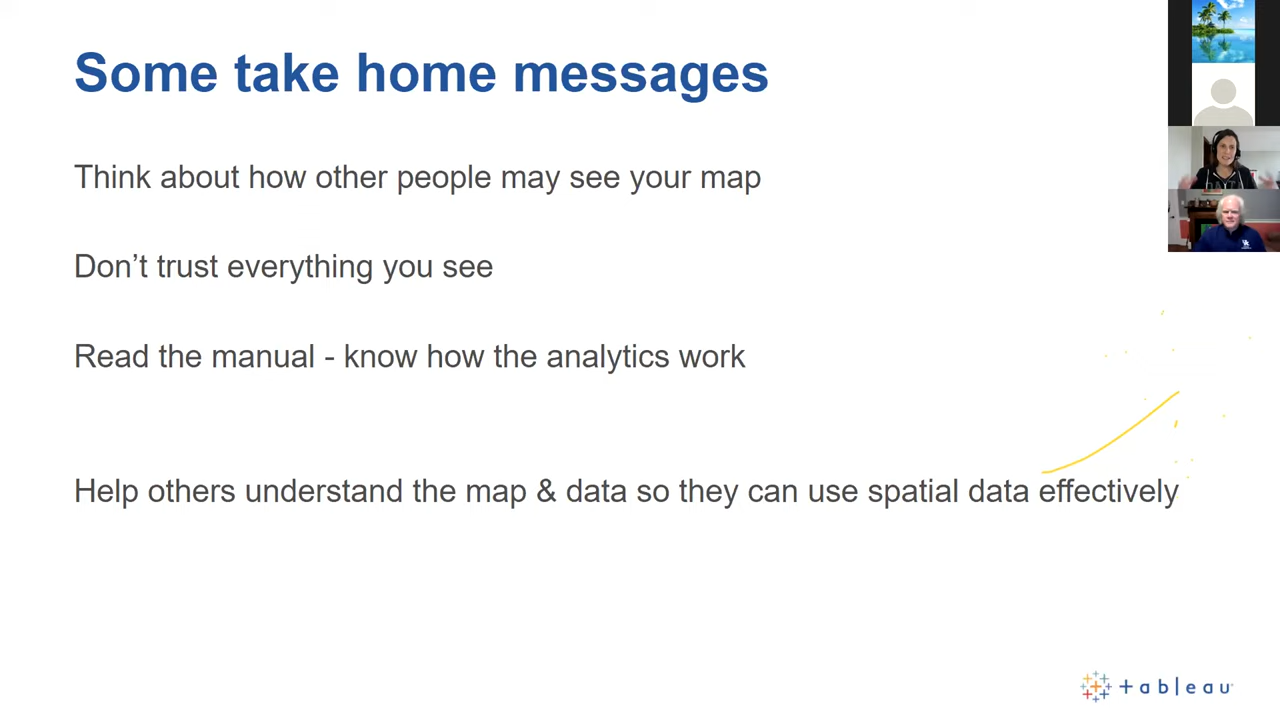 Some take home messages
Think about how other people may see your map
Don’t trust everything you see
Read the manual - know how the analytics work
Help others understand the map & data so they can use spatial data effectively
tableau